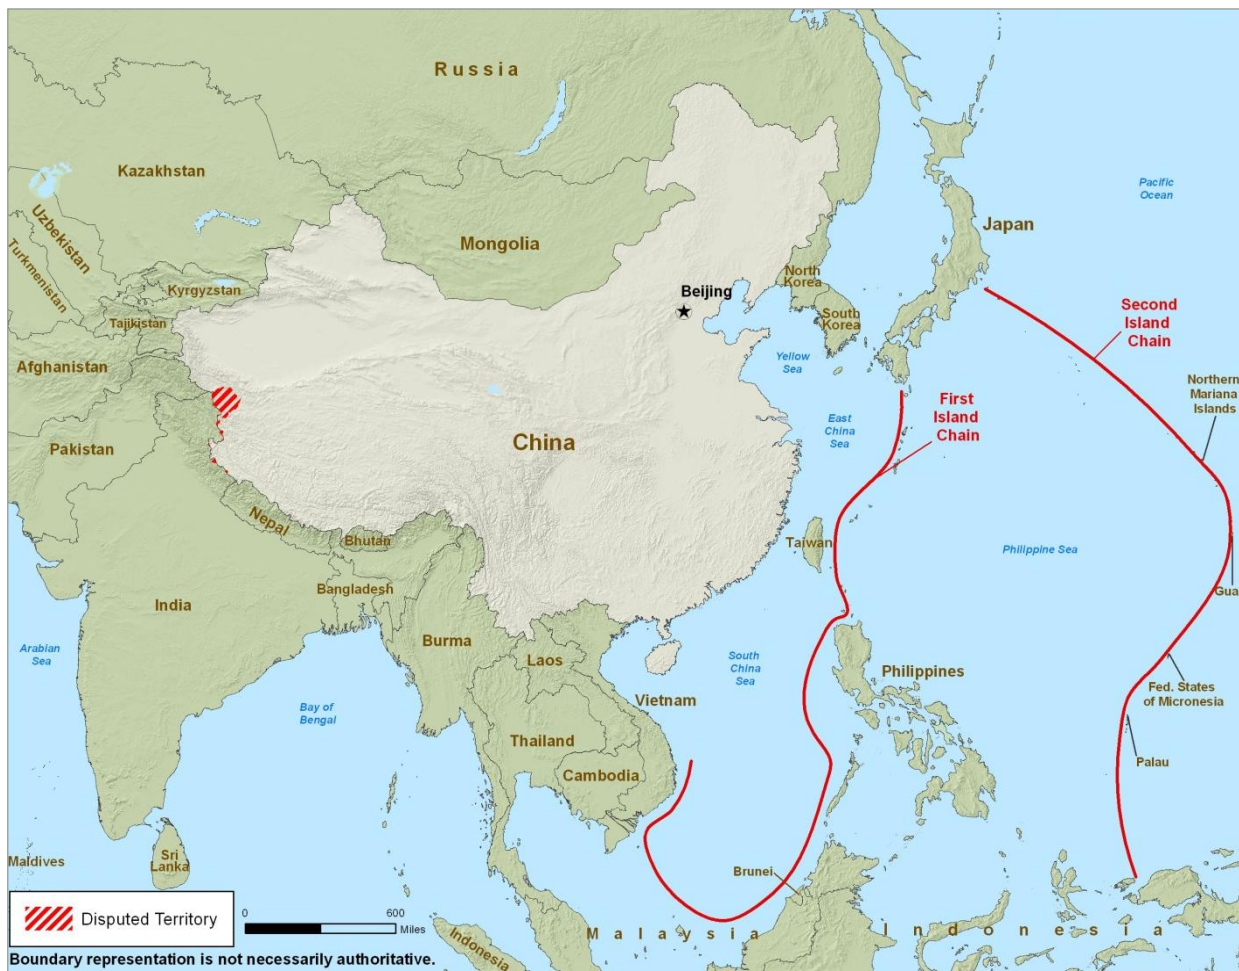 Russia
Kazakhstan
Pacific
Ocean
Uzbekistan
Japan
Turkmenistan
Mongolia
North
Korea
Kyrgyzstan
Beijing
Second
Island
Chain
South
Korea
Tajikistan
Afghanistan
Yellow
Sea
Northern
Mariana
Islands
First
Island
Chain
East
China
Sea
China
Pakistan
Nepal
Bhutan
Taiwan
Philippine Sea
Bangladesh
Gua
India
Burma
Arabian
Sea
Laos
South
China
Sea
Philippines
Fed. States
of Micronesia
Vietnam
Bay of
Bengal
Thailand
Palau
Cambodia
Maldives
Sri
Lanka
Brunei
Disputed Territory
0
600
Miles
Malaysia
Indonesia
Indonesia
Boundary representation is not necessarily authoritative.